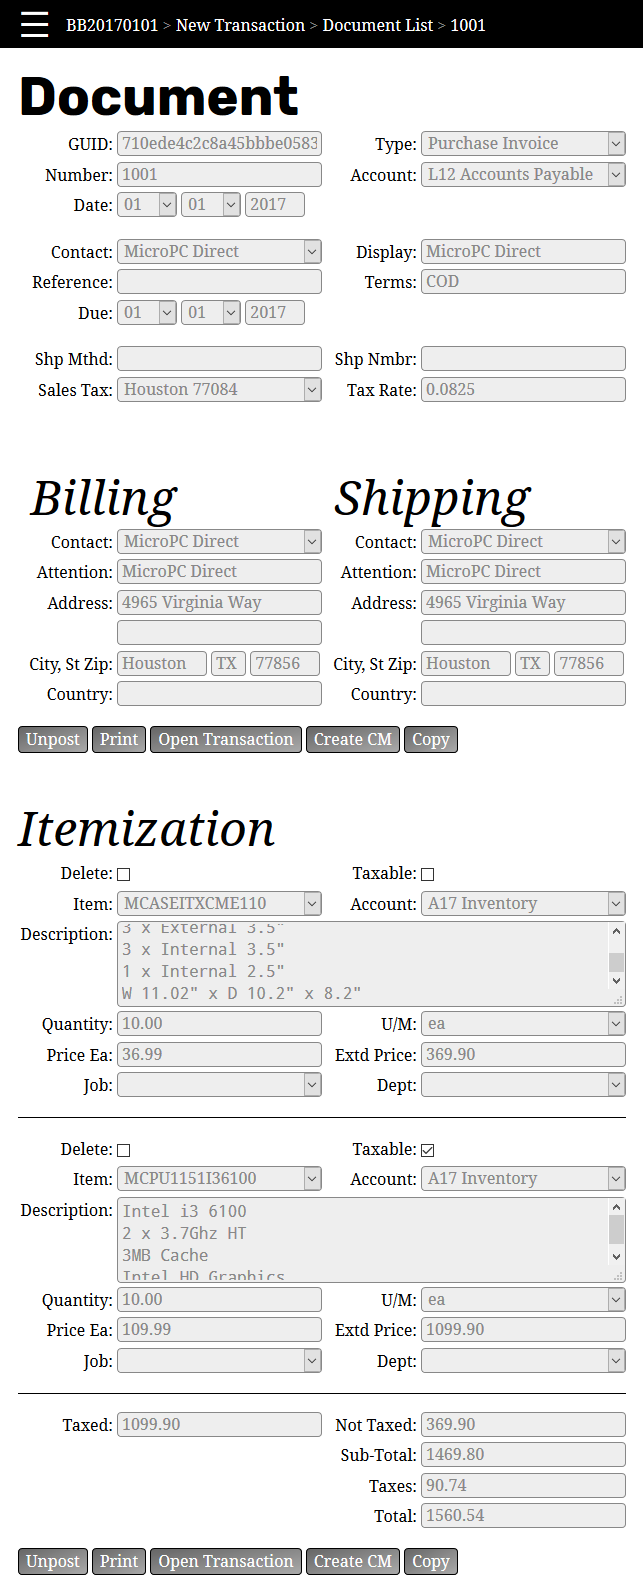 BB20170101 > New Transaction > Document List > 1001
Document
GUID: 710ede4c2c8a45bbbe0583 Type: Purchase Invoice
Number: 1001 Account: L12 Accounts Payable
Date: 01 01 2017
Contact: MicroPC Direct Display: MicroPC Direct
Reference: Terms: COD
Due: 01 01 2017
Shp Mthd: Shp Nmbr:
Sales Tax: Houston 77084 Tax Rate: 0.0825
Billing Shipping
Contact: MicroPC Direct Contact: MicroPC Direct
Attention: MicroPC Direct Attention: MicroPC Direct
Address: 4965 Virginia Way Address: 4965 Virginia Way
City, St Zip: Houston TX 77856 City, St Zip: Houston TX 77856
Country: Country:
Unpost Print Open Transaction Create CM Copy
Itemization
Delete: Taxable:
Item: MCASEITXCME110 Account: A17 Inventory
Description: 3 x External 3.5"
3 x Internal 3.5"
1 x Internal 2.5"
W 11.02" x D 10.2" x 8.2"
Quantity: 10.00 U/M: ea
Price Ea: 36.99 Extd Price: 369.90
Job: Dept:
Delete: Taxable:
Item: MCPU1151I36100 Account: A17 Inventory
Description: Intel i3 6100
2 x 3.7Ghz HT
3MB Cache
Intel HD Graphics
Quantity: 10.00 U/M: ea
Price Ea: 109.99 Extd Price: 1099.90
Job: Dept:
Taxed: 1099.90 Not Taxed: 369.90
Sub-Total: 1469.80
Taxes: 90.74
Total: 1560.54
Unpost Print Open Transaction Create CM Copy